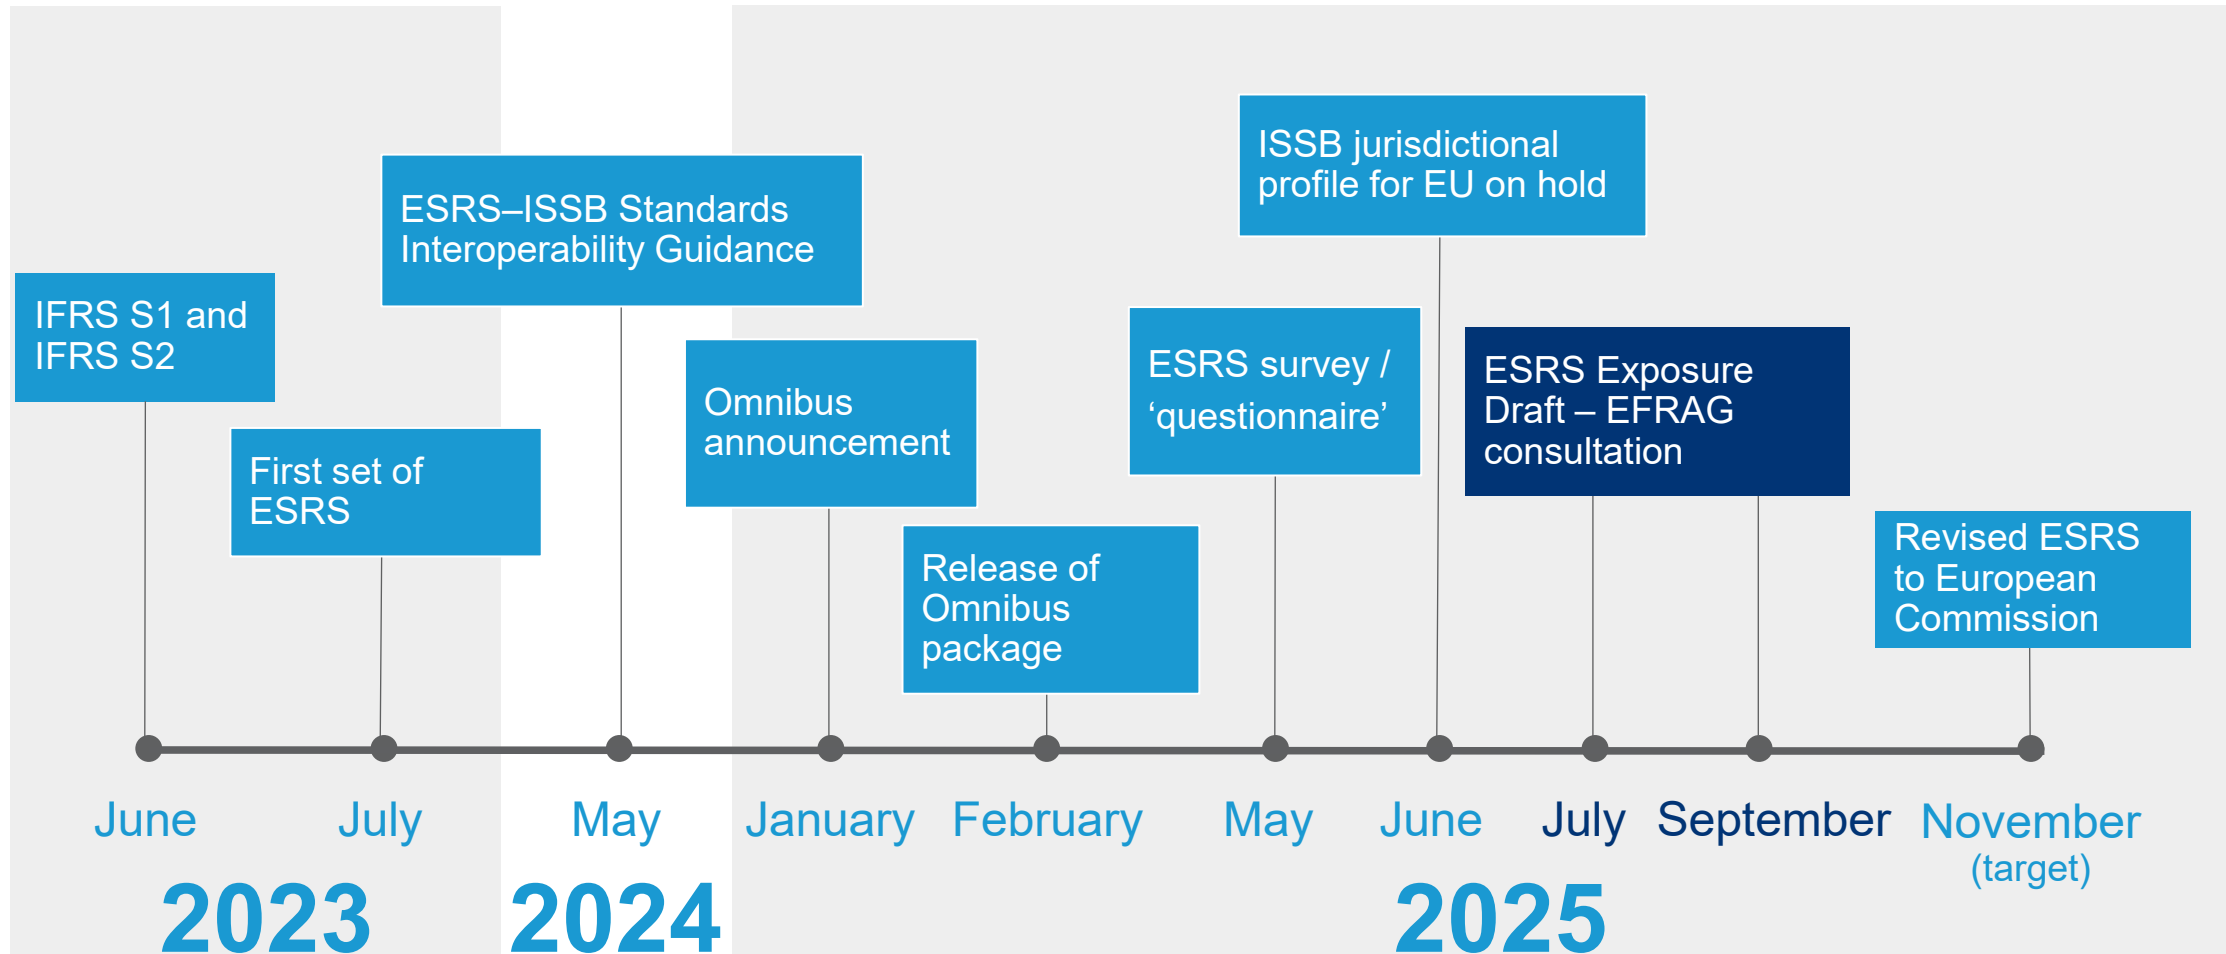 IFRS S1 and
IFRS S2
First set of
ESRS
ESRS–ISSB Standards
Interoperability Guidance
Omnibus
announcement
Release of
Omnibus
package
ESRS survey /
‘questionnaire’
ISSB jurisdictional
profile for EU on hold
ESRS Exposure
Draft – EFRAG
consultation
Revised ESRS
to European
Commission
June
July
May
January
February
May
June
July
September
November
(target)
2023
2024
2025